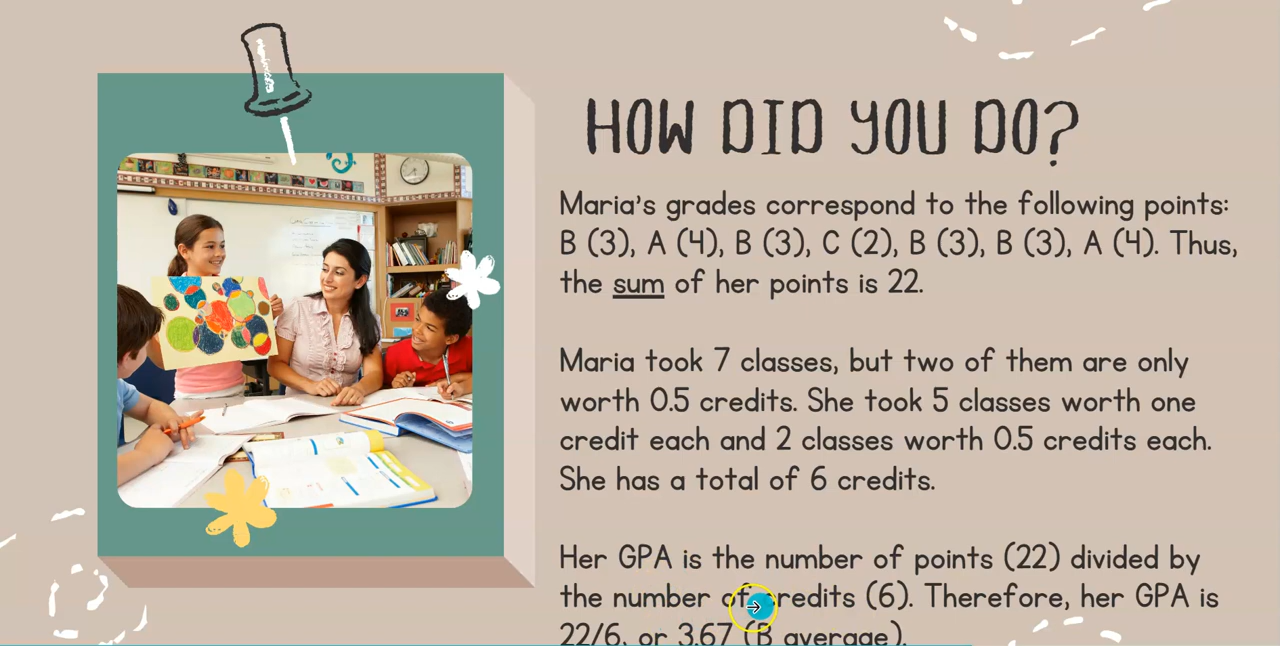 HOW DID YOU DO?
Maria's grades correspond to the following points:
B (3), A (4), B (3), C (2), B (3), B (3), A (4). Thus,
the sum of her points is 22.
Maria took 7 classes, but two of them are only
worth 0.5 credits. She took 5 classes worth one
credit each and 2 classes worth 0.5 credits each.
She has a total of 6 credits.
Her GPA is the number of points (22) divided by
the number of credits (6). Therefore, her GPA is
22/6, or 3.67 (B average).